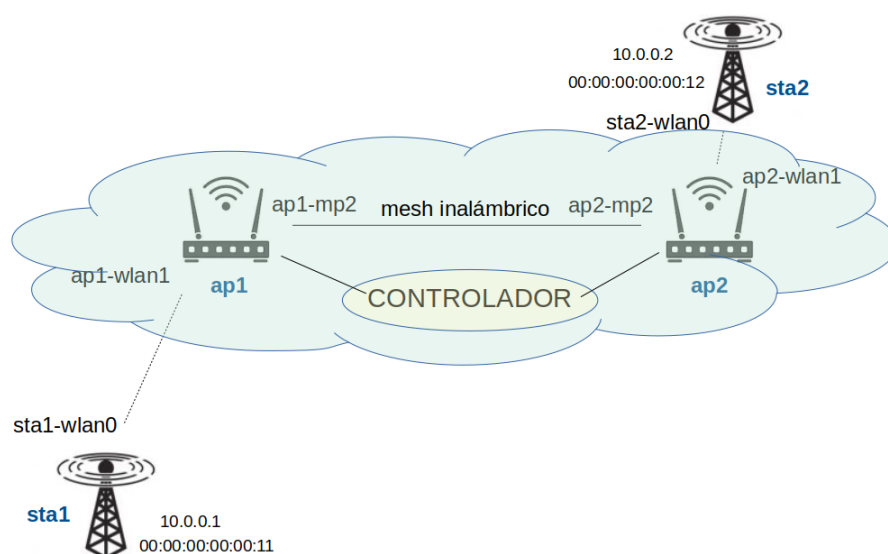 10.0.0.2
00:00:00:00:00:12
sta2
sta2-wlan0
ap2-wlan1
ap1-mp2
mesh inalámbrico
ap2-mp2
ap1-wlan1
ap1
ap2
CONTROLADOR
sta1-wlan0
sta1
10.0.0.1
00:00:00:00:00:11